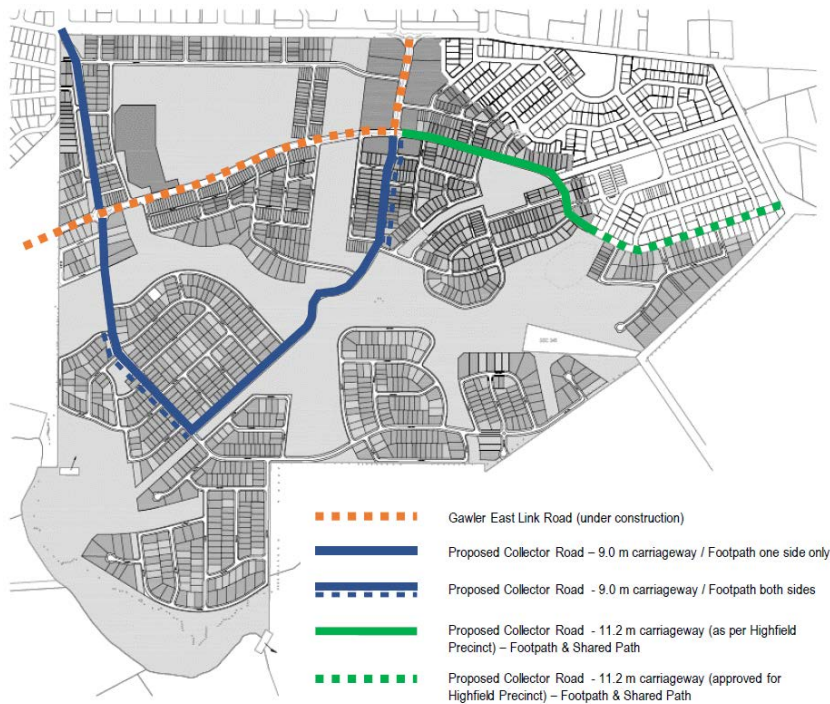 SEC 345
Gawler East Link Road (under construction)
Proposed Collector Road – 9.0 m carriageway / Footpath one side only
Proposed Collector Road - 9.0 m carriageway / Footpath both sides
Proposed Collector Road - 11.2 m carriageway (as per Highfield
Precinct) – Footpath & Shared Path
Proposed Collector Road - 11.2 m carriageway (approved for
Highfield Precinct) – Footpath & Shared Path